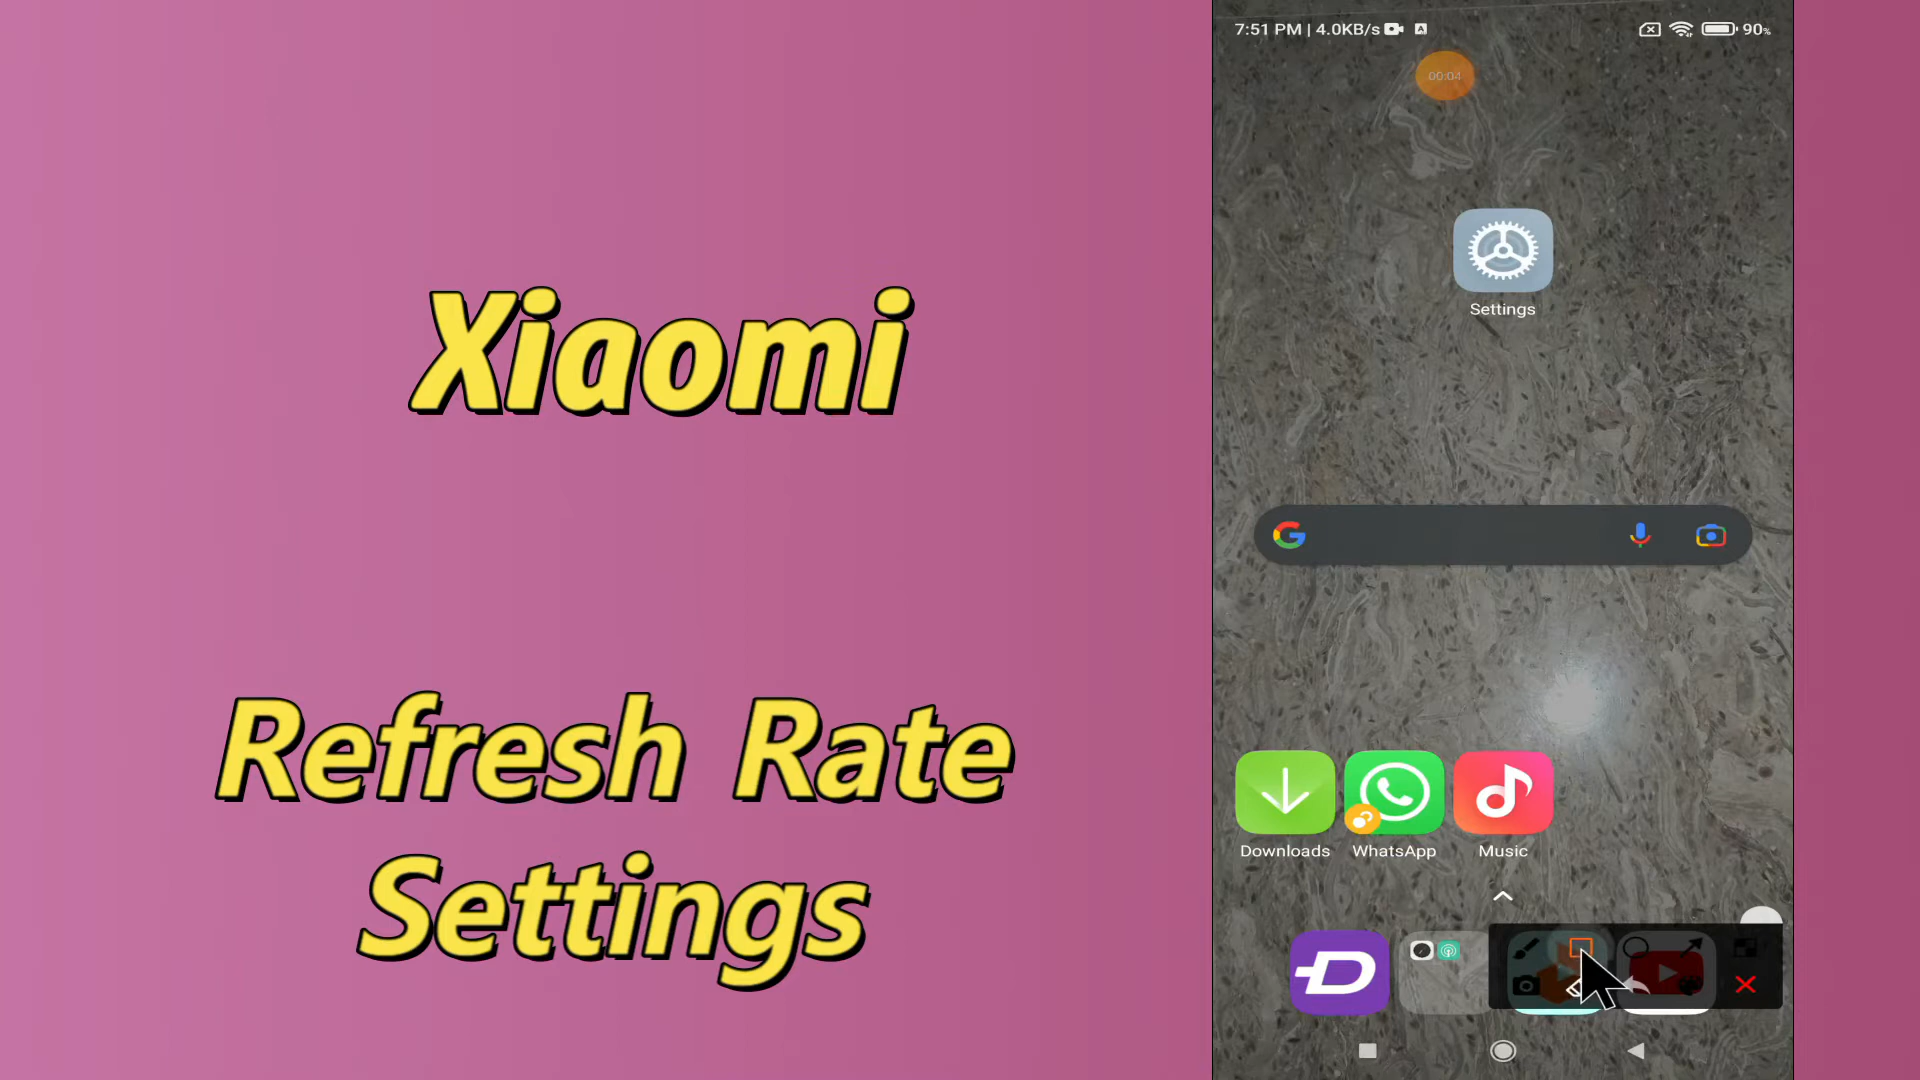 Xiaomi
Refresh Rate
Settings
7:51 PM | 4.0KB/s
90%
00:04
Settings
Downloads
WhatsApp
Music